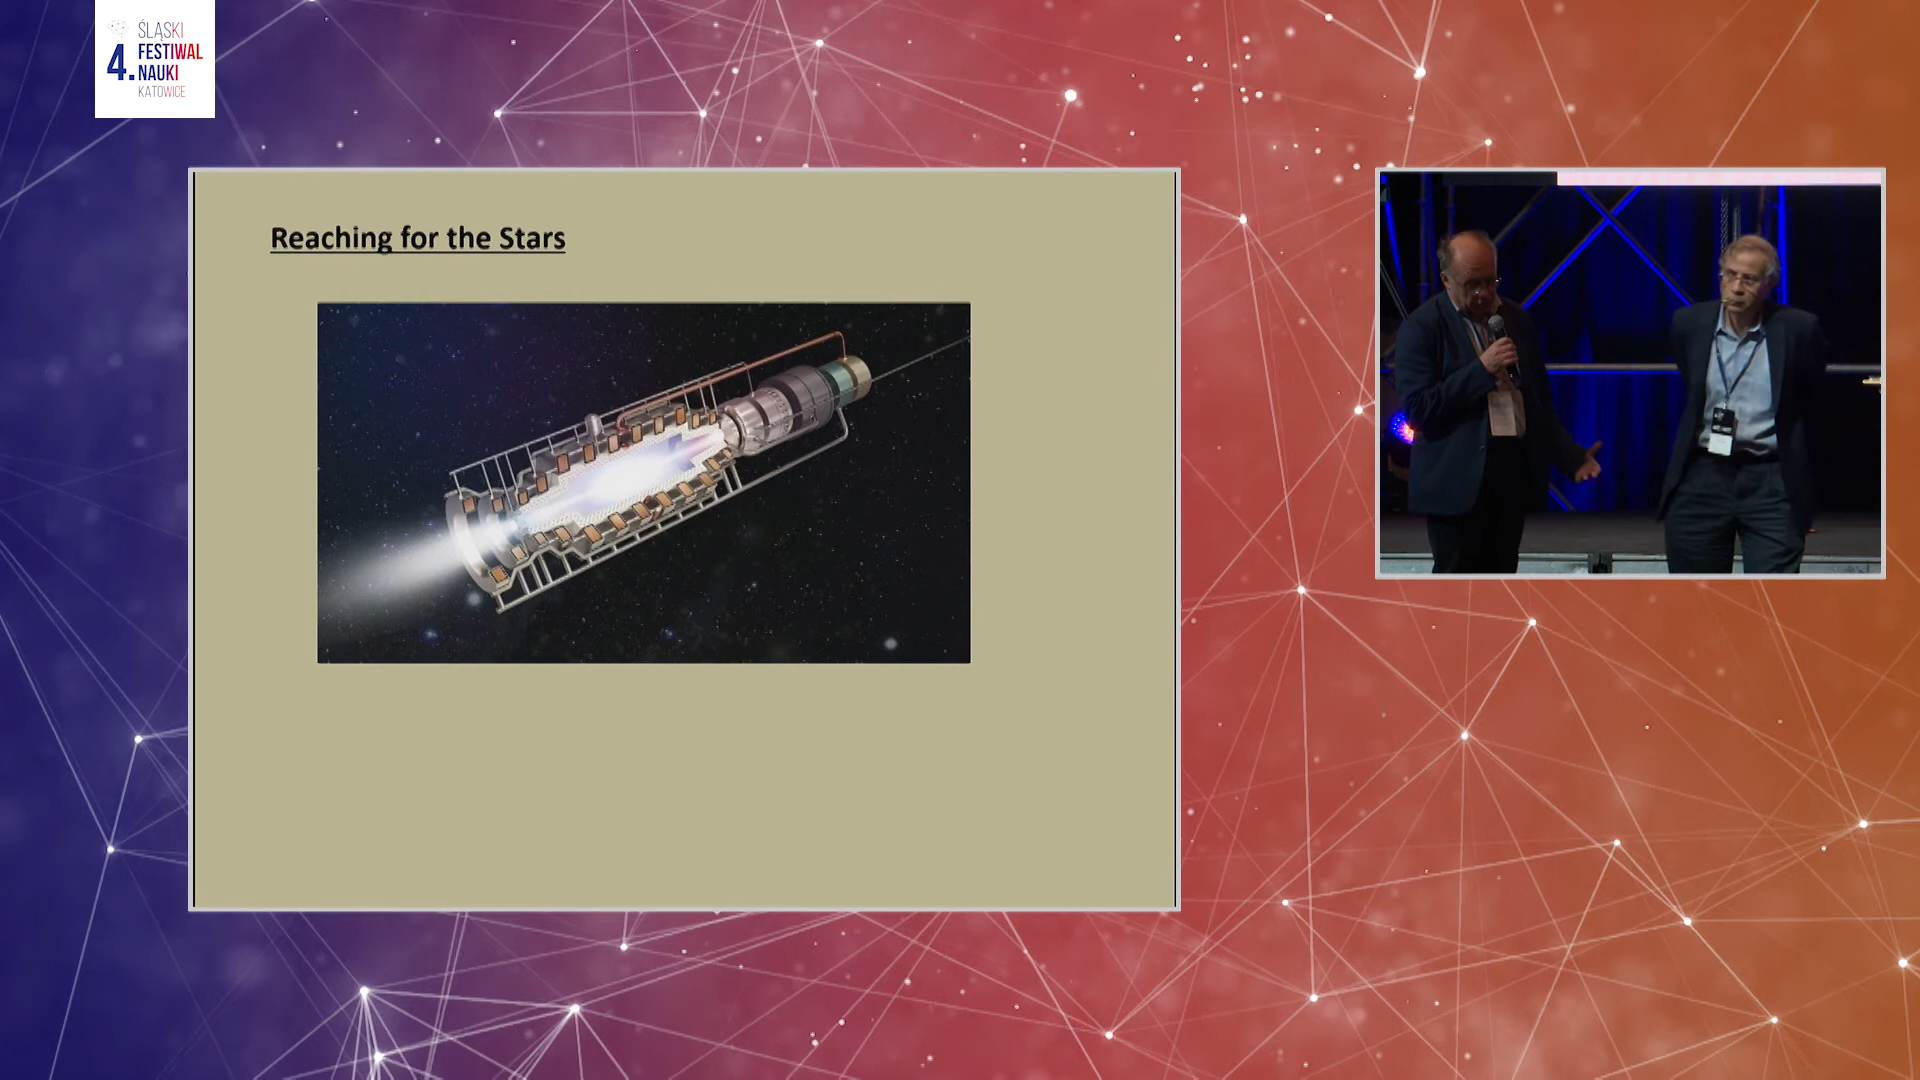 ŚLĄSKI
4. FESTIWAL
NAUKI
KATOWICE
Reaching for the Stars